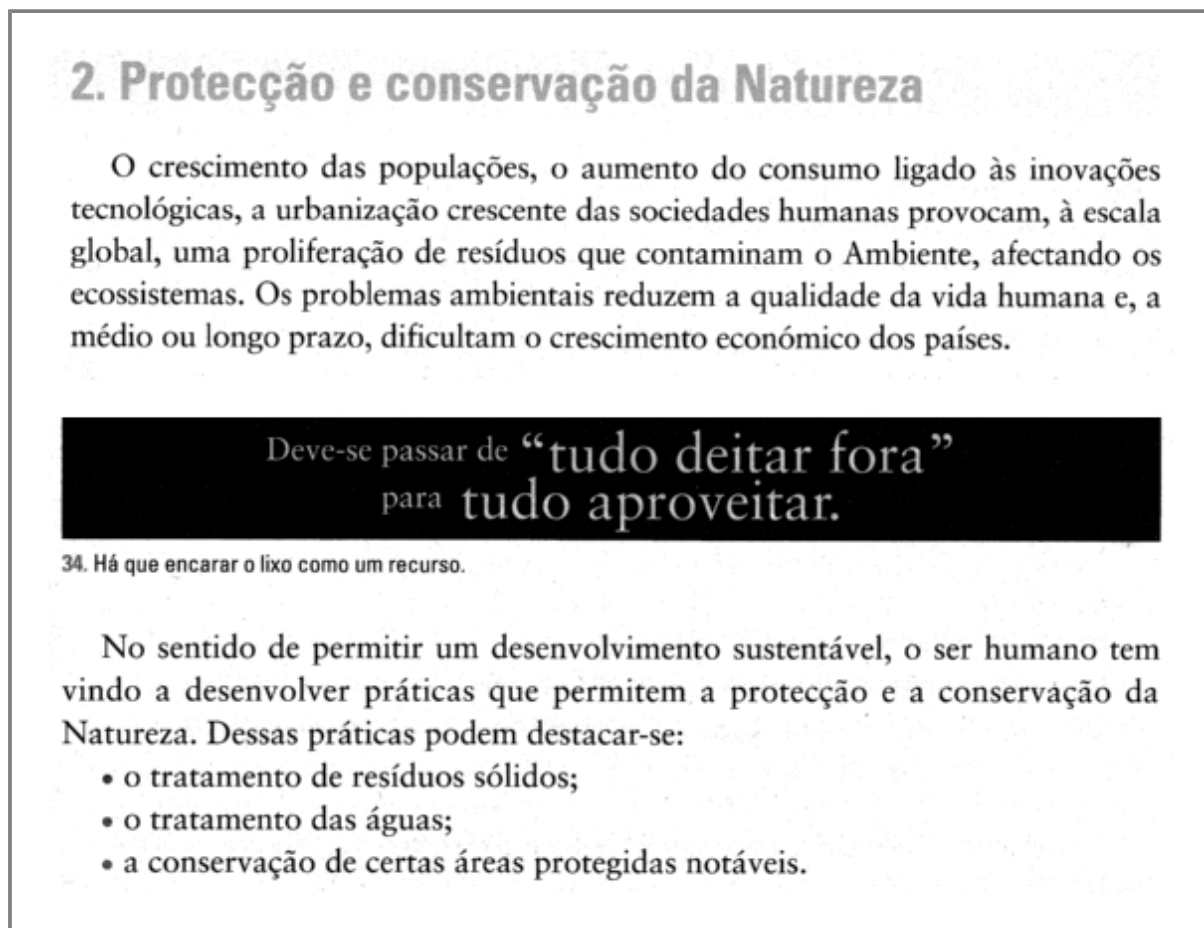 2. Protecção e conservação da Natureza
O crescimento das populações, o aumento do consumo ligado às inovações
tecnológicas, a urbanização crescente das sociedades humanas provocam, à escala
global, uma proliferação de resíduos que contaminam o Ambiente, afectando os
ecossistemas. Os problemas ambientais reduzem a qualidade da vida humana e, a
médio ou longo prazo, dificultam o crescimento económico dos países.
Deve-se passar de “tudo deitar fora”
para tudo aproveitar.
34. Há que encarar o lixo como um recurso.
No sentido de permitir um desenvolvimento sustentável, o ser humano tem
vindo a desenvolver práticas que permitem a protecção e a conservação da
Natureza. Dessas práticas podem destacar-se:
• o tratamento de resíduos sólidos;
• o tratamento das águas;
• a conservação de certas áreas protegidas notáveis.